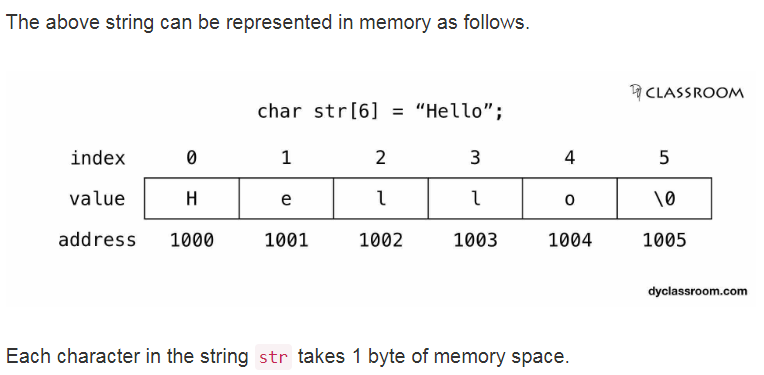 The above string can be represented in memory as follows.
CLASSROOM
char str[6] = “Hello”;
index 0 1 2 3 4 5
value H e l l o \0
address 1000 1001 1002 1003 1004 1005
dyclassroom.com
Each character in the string str takes 1 byte of memory space.